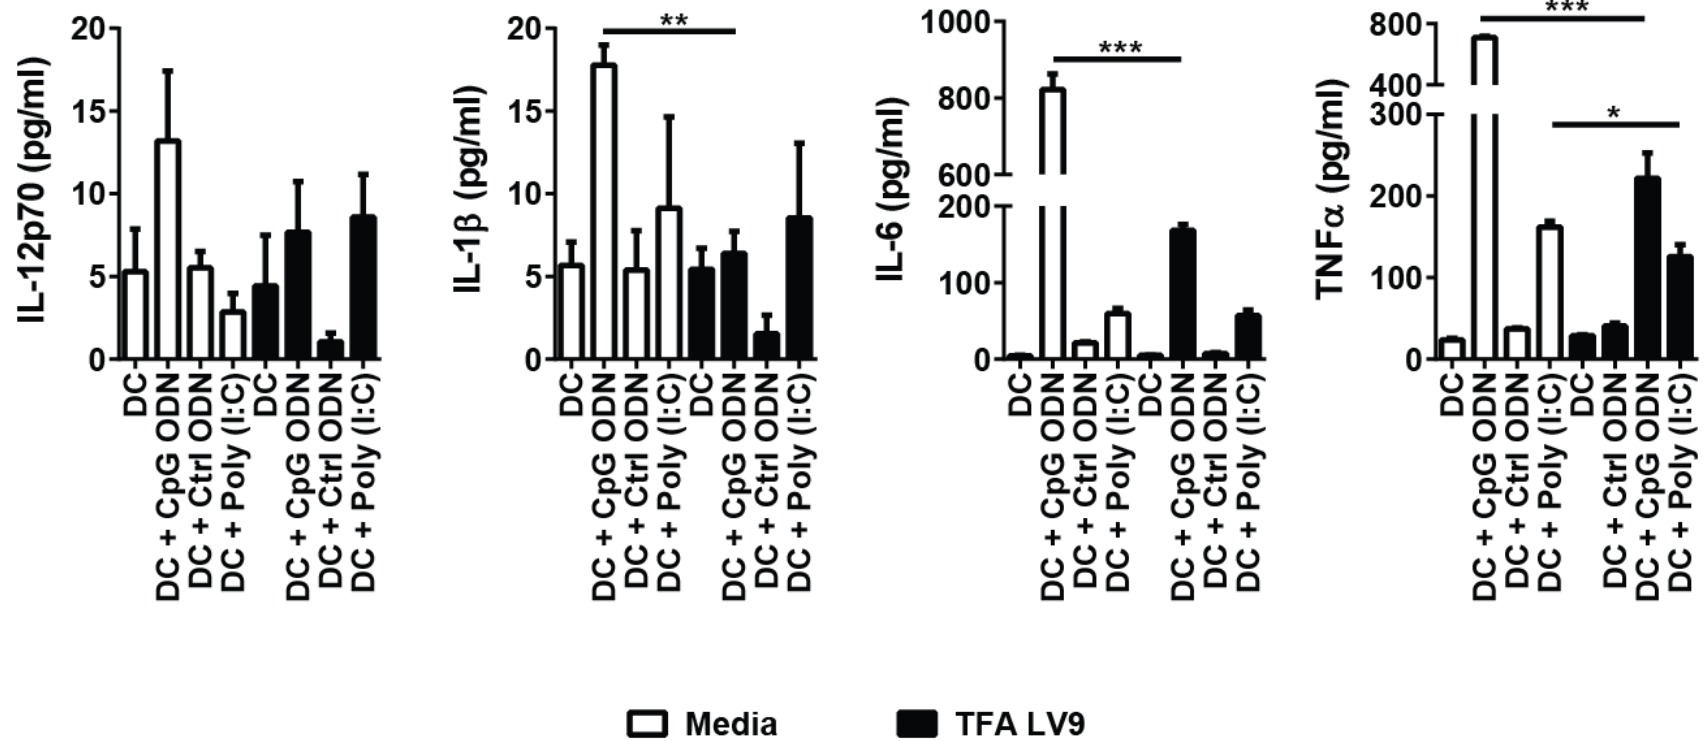 IL-12p70 (pg/ml)
20
15
10
5
0
DC
DC + CpG ODN
DC + Ctrl ODN
DC + Poly (I:C)
DC
DC + CpG ODN
DC + Ctrl ODN
DC + Poly (I:C)
IL-1β (pg/ml)
20
15
10
5
0
**
DC
DC + CpG ODN
DC + Ctrl ODN
DC + Poly (I:C)
DC
DC + CpG ODN
DC + Ctrl ODN
DC + Poly (I:C)
IL-6 (pg/ml)
1000
800
600
200
100
0
***
DC
DC + CpG ODN
DC + Ctrl ODN
DC + Poly (I:C)
DC
DC + CpG ODN
DC + Ctrl ODN
DC + Poly (I:C)
TNFα (pg/ml)
800
400
300
200
100
0
***
*
DC
DC + CpG ODN
DC + Ctrl ODN
DC + Poly (I:C)
DC
DC + Ctrl ODN
DC + CpG ODN
DC + Poly (I:C)
Media
TFA LV9